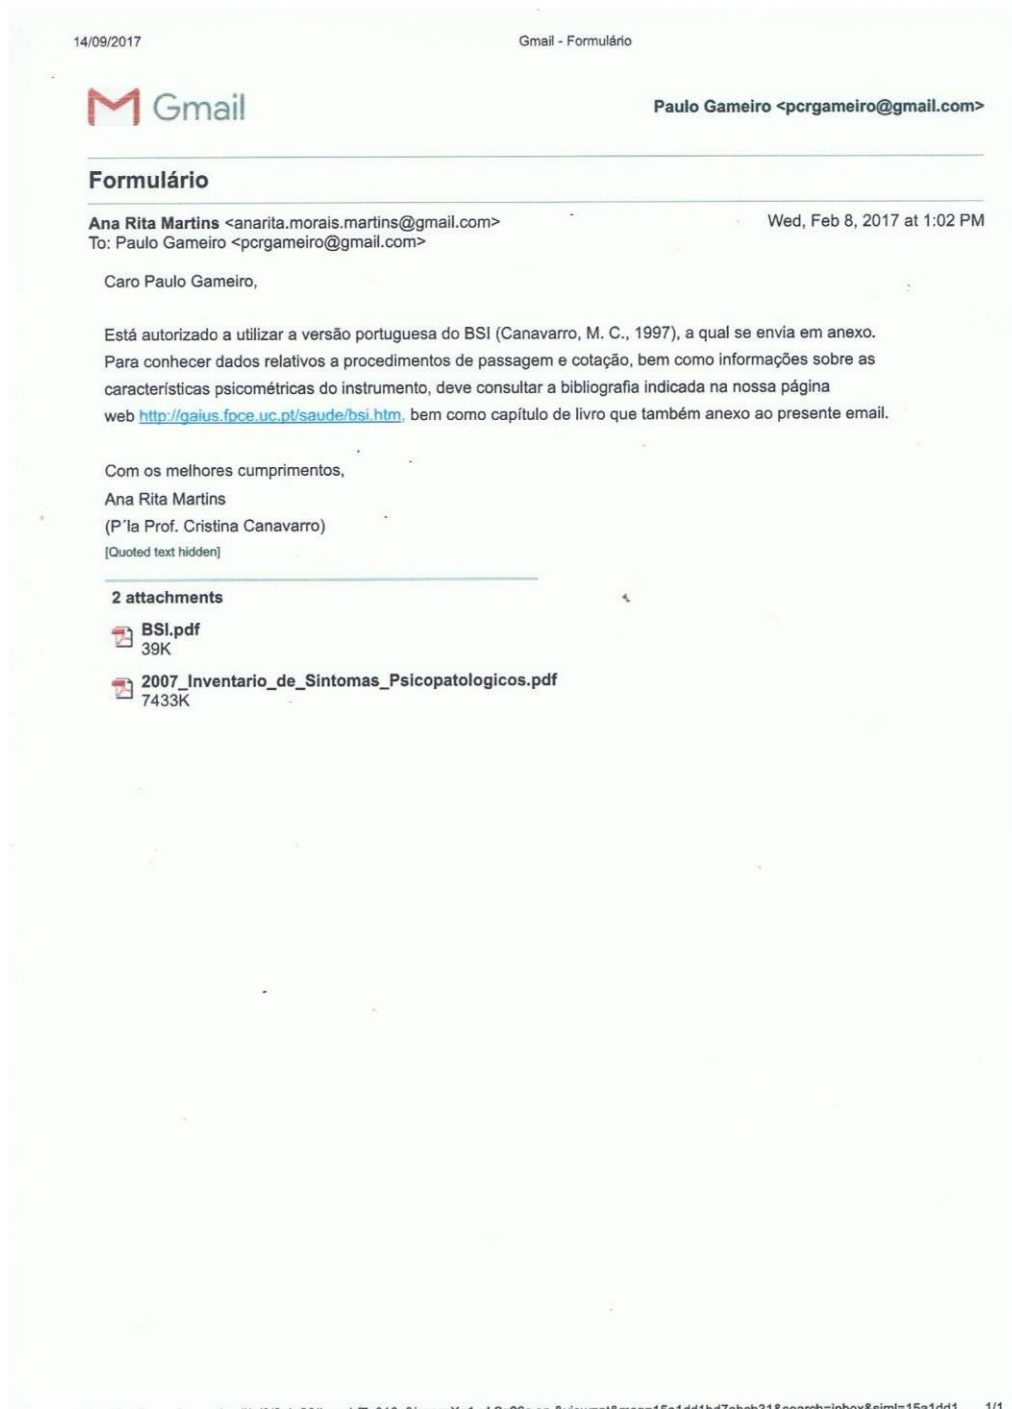 14/09/2017 Gmail - Formulário
Gmail Paulo Gameiro <pcrgameiro@gmail.com>
Formulário
Ana Rita Martins <anarita.morais.martins@gmail.com> Wed, Feb 8, 2017 at 1:02 PM
To: Paulo Gameiro <pcrgameiro@gmail.com>
Caro Paulo Gameiro,
Está autorizado a utilizar a versão portuguesa do BSI (Canavarro, M. C., 1997), a qual se envia em anexo.
Para conhecer dados relativos a procedimentos de passagem e cotação, bem como informações sobre as
características psicométricas do instrumento, deve consultar a bibliografia indicada na nossa página
web http://gaius.fpce.uc.pt/saude/bsi.htm, bem como capítulo de livro que também anexo ao presente email.
Com os melhores cumprimentos,
Ana Rita Martins
(P´la Prof. Cristina Canavarro)
[Quoted text hidden]
2 attachments
BSI.pdf
39K
2007_Inventario_de_Sintomas_Psicopatologicos.pdf
7433K
1/1